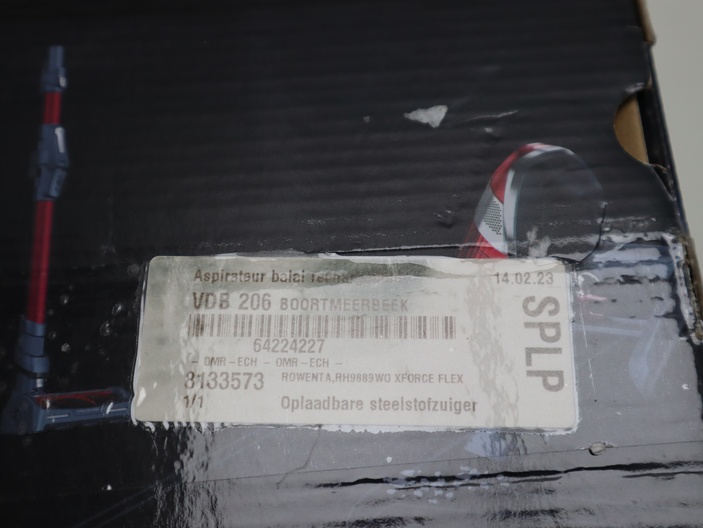 Aspirateur balai
14.02.23
VDB 206 BOORTMEERBEEK
SPLP
64224227
- OMR-ECH - OMR-ECH -
3133573 ROWENTA,RH9889WO XFORCE FLEX
1/1 Oplaadbare steelstofzuiger